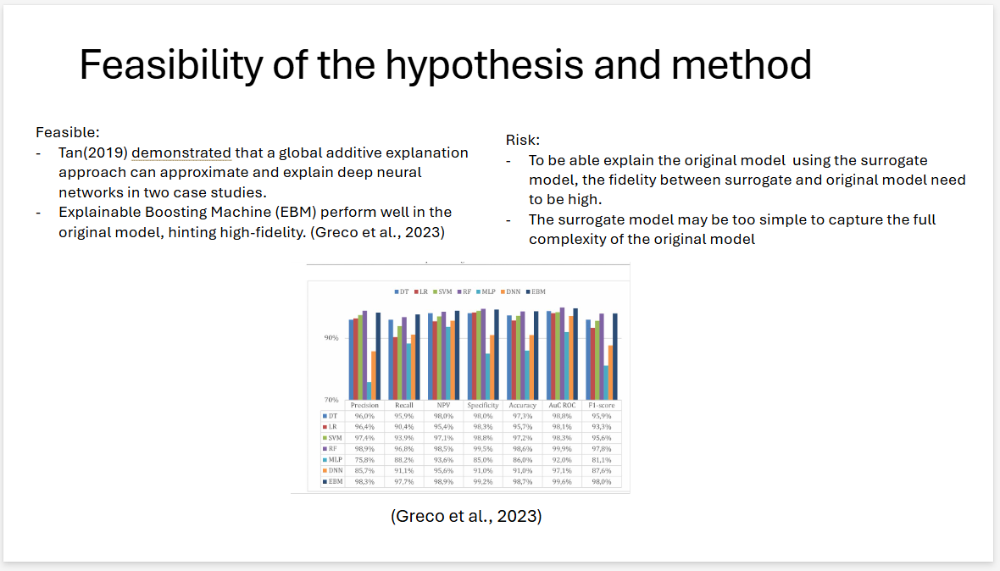 Feasibility of the hypothesis and method
Feasible:
- Tan(2019) demonstrated that a global additive explanation
approach can approximate and explain deep neural
networks in two case studies.
- Explainable Boosting Machine (EBM) perform well in the
original model, hinting high-fidelity. (Greco et al., 2023)
Risk:
- To be able explain the original model  using the surrogate
model, the fidelity between surrogate and original model need
to be high.
- The surrogate model may be too simple to capture the full
complexity of the original model
DT LR SVM RF MLP DNN EBM
90%
70%
Precision Recall NPV Specificity Accuracy AuC ROC F1-score
DT 96,0% 95,9% 98,0% 98,0% 97,3% 98,8% 95,9%
LR 96,4% 90,4% 95,4% 98,3% 95,7% 98,1% 93,3%
SVM 97,4% 93,9% 97,1% 98,8% 97,2% 98,3% 95,6%
RF 98,9% 96,8% 98,5% 99,5% 98,6% 99,9% 97,8%
MLP 75,8% 88,2% 93,6% 85,0% 86,0% 92,0% 81,1%
DNN 85,7% 91,1% 95,6% 91,0% 91,0% 97,1% 87,6%
EBM 98,3% 97,7% 98,9% 99,2% 98,7% 99,6% 98,0%
(Greco et al., 2023)